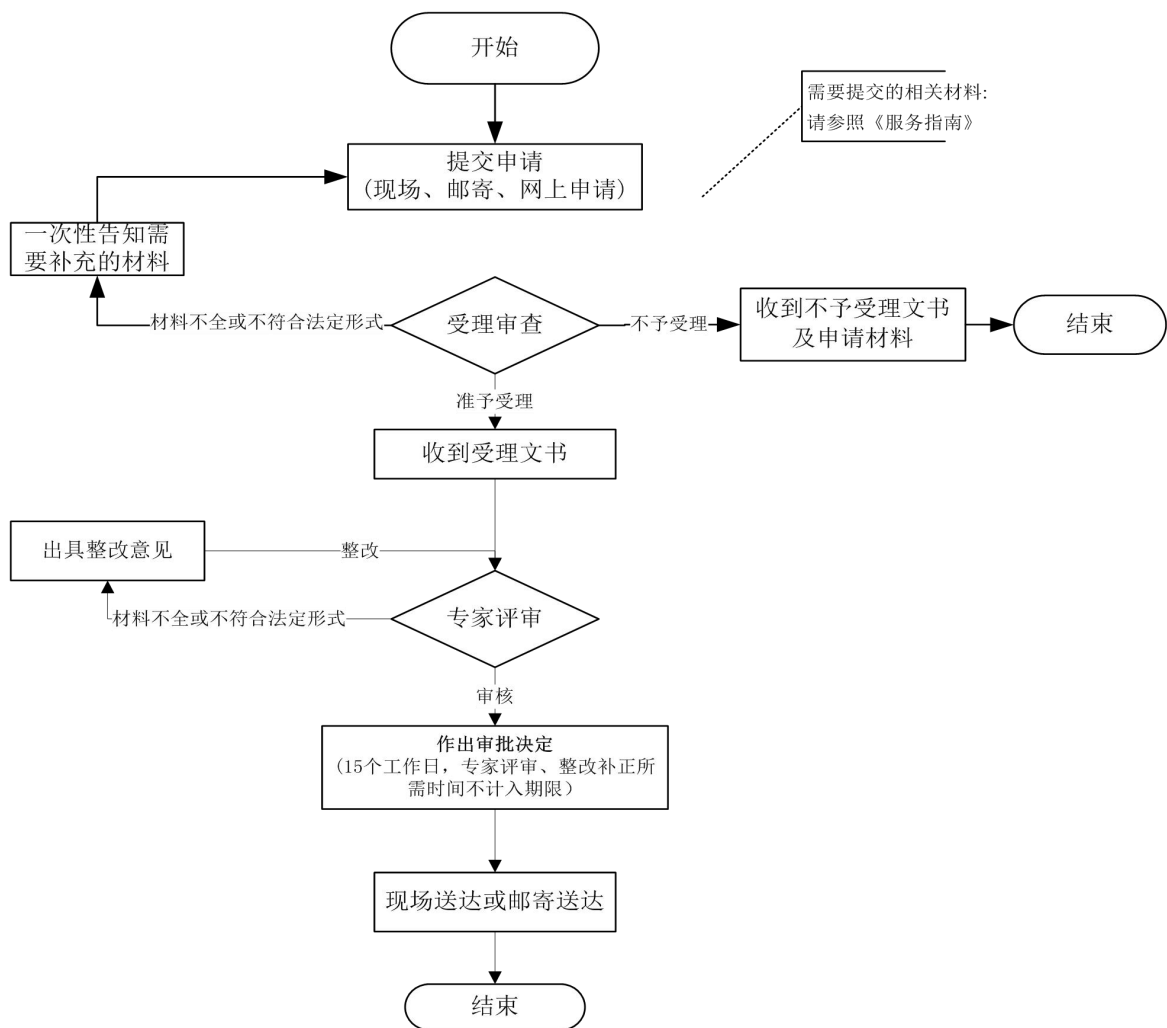 开始
需要提交的相关材料:
请参照《服务指南》
提交申请
(现场、邮寄、网上申请)
一次性告知需
要补充的材料
材料不全或不符合法定形式
受理审查
不予受理
收到不予受理文书
及申请材料
结束
准予受理
收到受理文书
出具整改意见
整改
材料不全或不符合法定形式
专家评审
审核
作出审批决定
(15个工作日，专家评审、整改补正所
需时间不计入期限）
现场送达或邮寄送达
结束